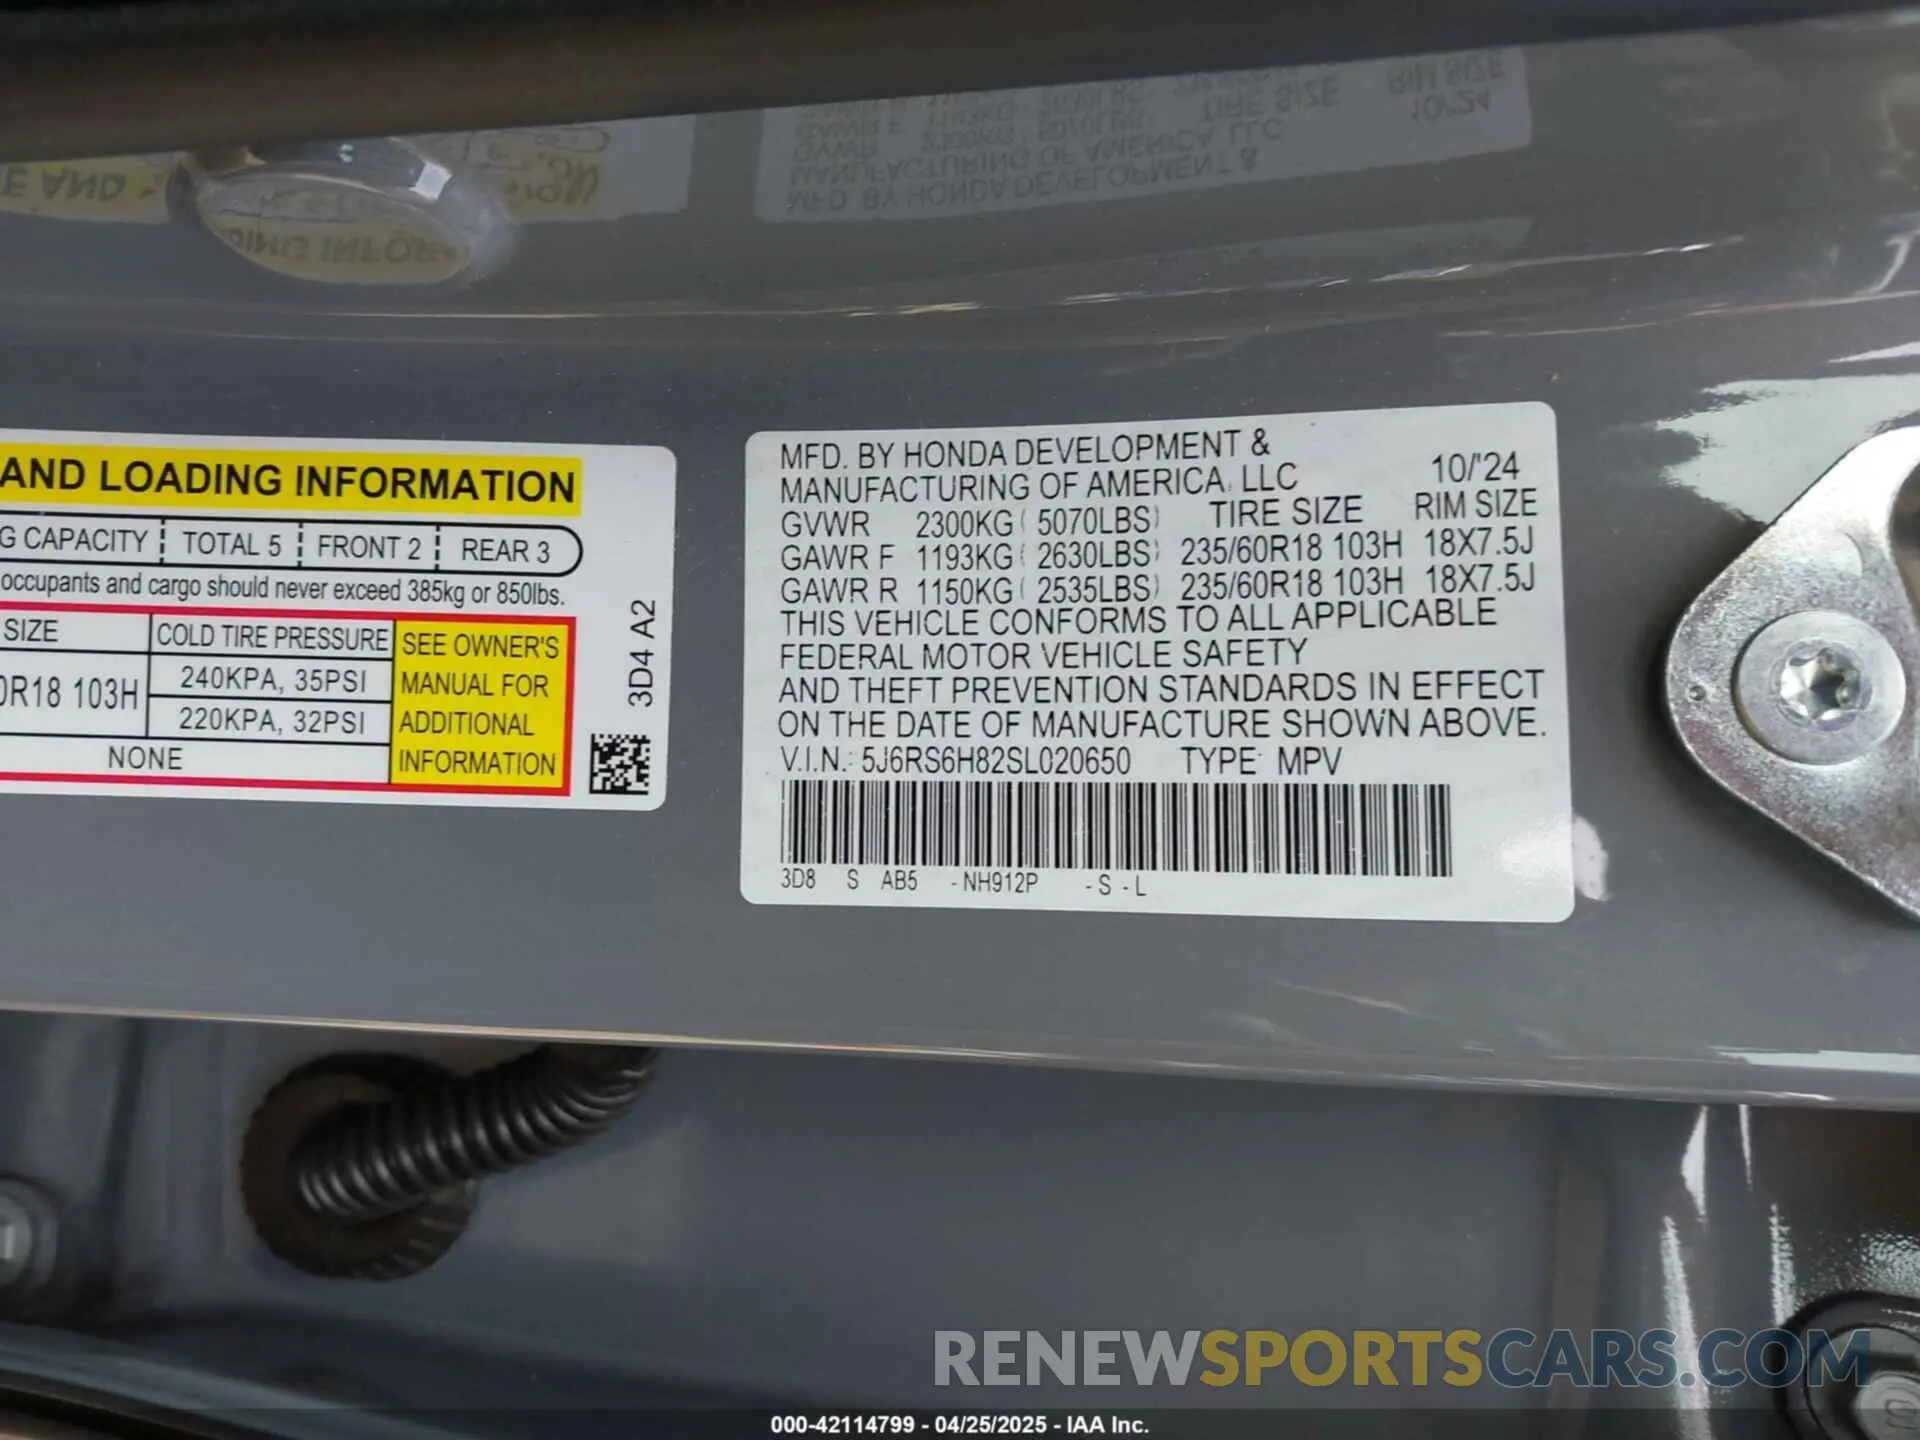 AND LOADING INFORMATION
G CAPACITY TOTAL 5 FRONT 2 REAR 3
occupants and cargo should never exceed 385kg or 850lbs.
SIZE COLD TIRE PRESSURE SEE OWNER'S MANUAL FOR ADDITIONAL INFORMATION
0R18 103H 240KPA, 35PSI
220KPA, 32PSI
NONE
3D4 A2
MFD. BY HONDA DEVELOPMENT &
MANUFACTURING OF AMERICA, LLC 10/'24
GVWR 2300KG ( 5070LBS) TIRE SIZE RIM SIZE
GAWR F 1193KG ( 2630LBS) 235/60R18 103H 18X7.5J
GAWR R 1150KG ( 2535LBS) 235/60R18 103H 18X7.5J
THIS VEHICLE CONFORMS TO ALL APPLICABLE
FEDERAL MOTOR VEHICLE SAFETY
AND THEFT PREVENTION STANDARDS IN EFFECT
ON THE DATE OF MANUFACTURE SHOWN ABOVE.
V.I.N.: 5J6RS6H82SL020650 TYPE: MPV
3D8 S AB5 -NH912P -S-L
RENEWSPORTSCARS.COM
000-42114799 - 04/25/2025 - IAA Inc.